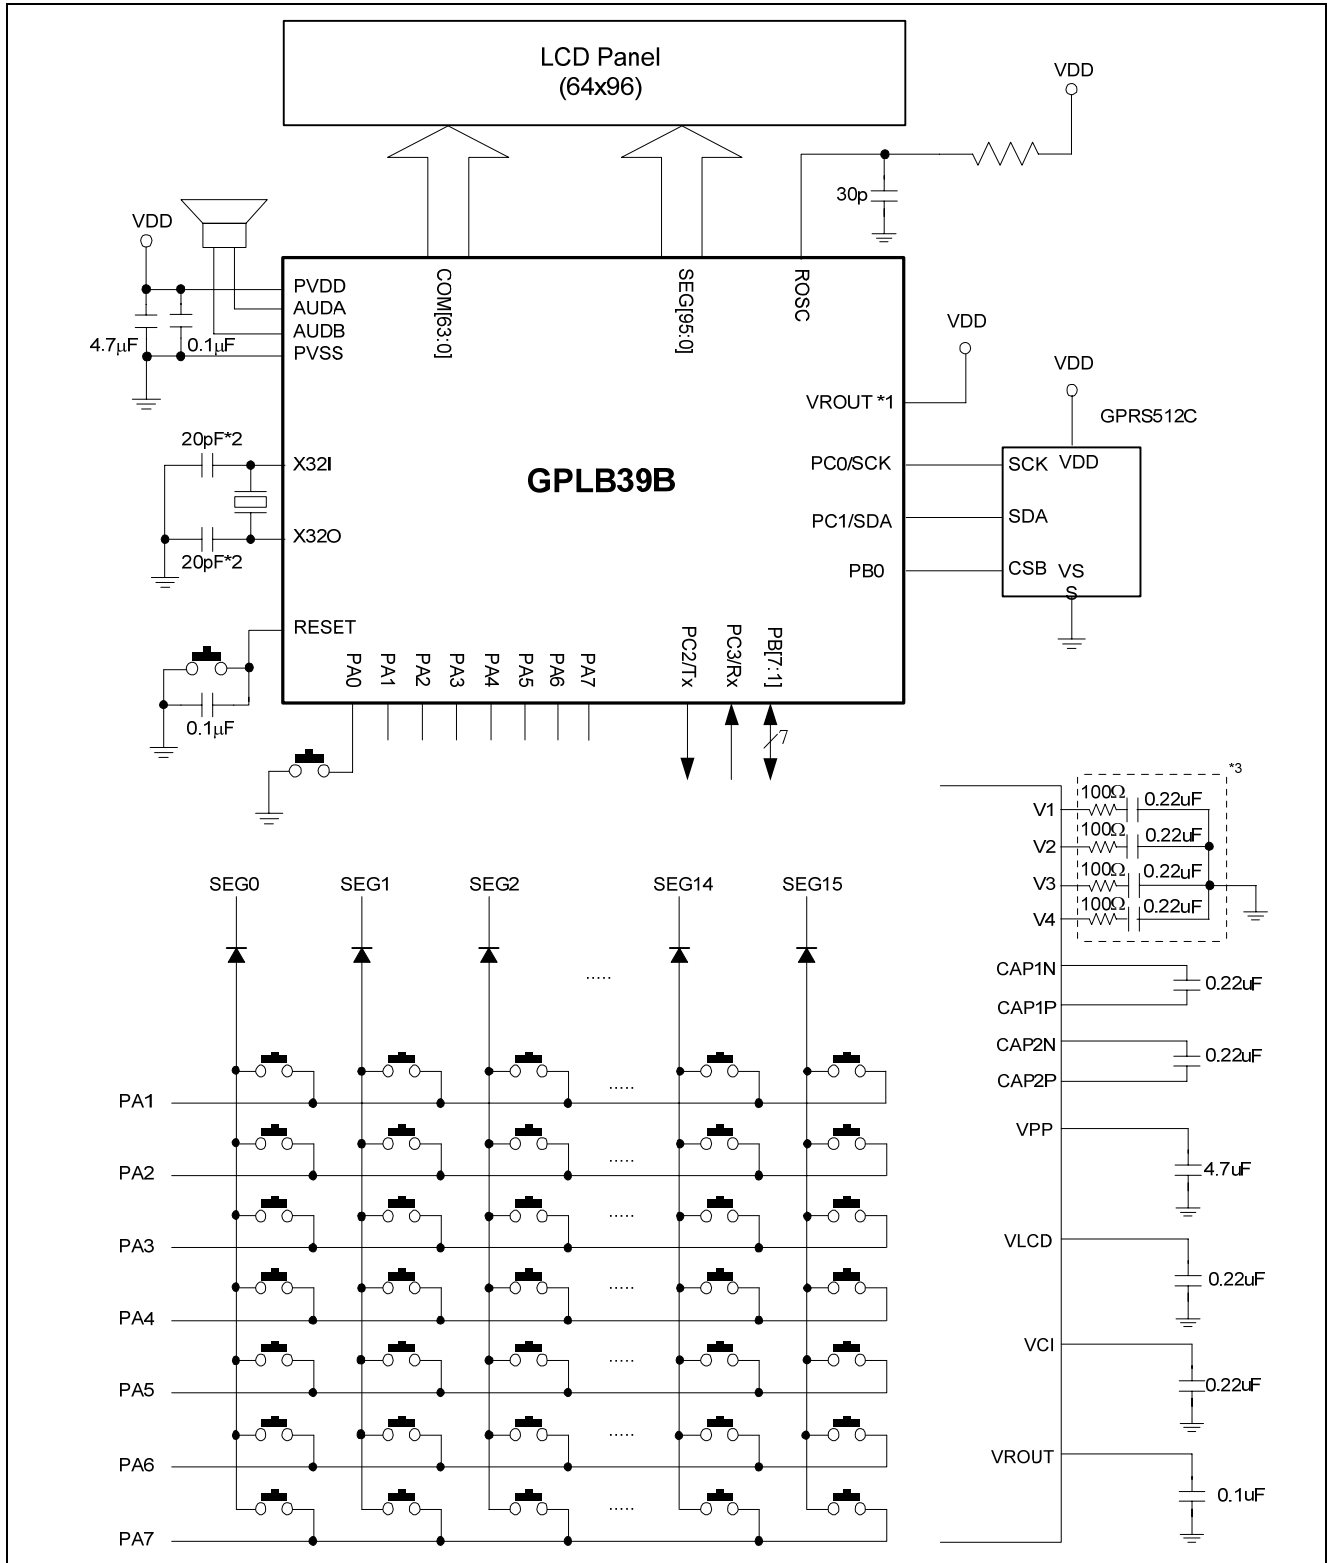 LCD Panel
(64x96)
VDD
30p
VDD
PVDD
AUDA
AUDB
PVSS
4.7µF
0.1µF
COM[63:0]
SEG[95:0]
ROSC
VDD
VROUT *1
VDD
GPRS512C
20pF*2
X32I
X32O
20pF*2
GPLB39B
PC0/SCK
PC1/SDA
PB0
SCK VDD
SDA
CSB VS
S
RESET
0.1µF
PA0
PA1
PA2
PA3
PA4
PA5
PA6
PA7
PC2/Tx
PC3/Rx
PB[7:1]
7
*3
V1 100Ω 0.22uF
V2 100Ω 0.22uF
V3 100Ω 0.22uF
V4 100Ω 0.22uF
CAP1N
0.22uF
CAP1P
CAP2N
0.22uF
CAP2P
VPP
4.7uF
VLCD
0.22uF
VCI
0.22uF
VROUT
0.1uF
SEG0 SEG1 SEG2 SEG14 SEG15
.....
.....
PA1
.....
PA2
.....
PA3
.....
PA4
.....
PA5
.....
PA6
.....
PA7